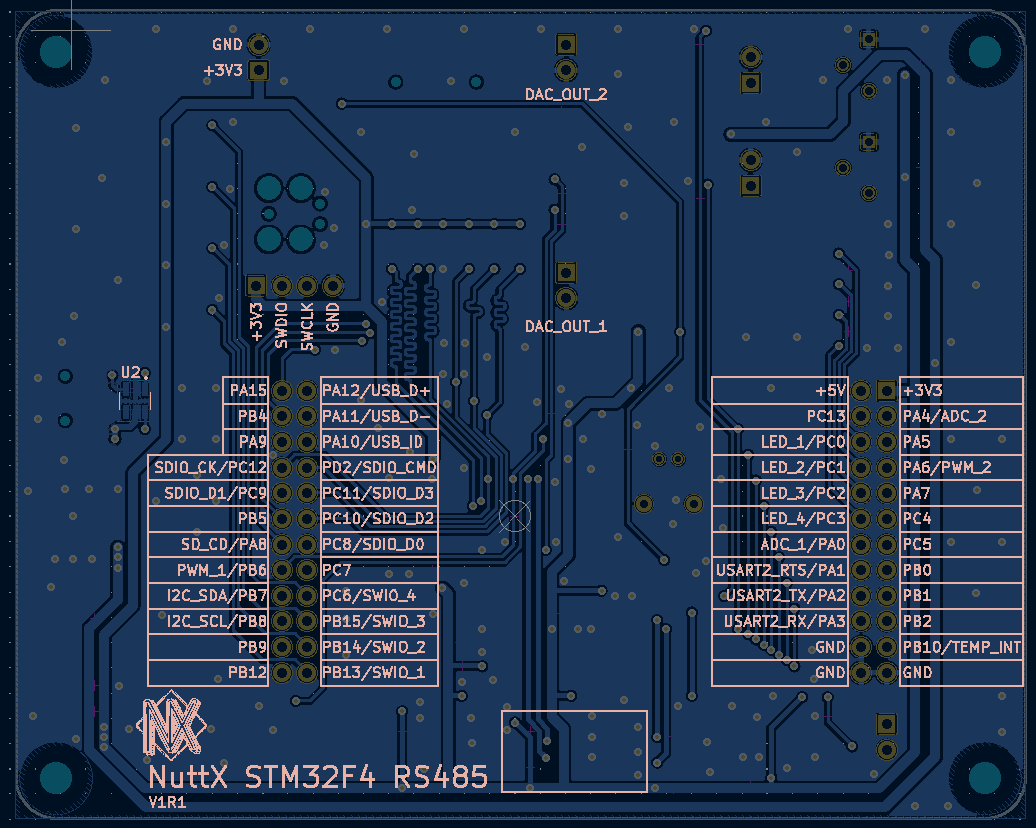 GND
+3V3
DAC_OUT_2
+3V3
SWDIO
SWCLK
GND
DAC_OUT_1
U2
PA15 PA12/USB_D+
PB4 PA11/USB_D-
PA9 PA10/USB_ID
SDIO_CK/PC12 PD2/SDIO_CMD
SDIO_D1/PC9 PC11/SDIO_D3
PB5 PC10/SDIO_D2
SD_CD/PA8 PC8/SDIO_D0
PWM_1/PB6 PC7
I2C_SDA/PB7 PC6/SWIO_4
I2C_SCL/PB8 PB15/SWIO_3
PB9 PB14/SWIO_2
PB12 PB13/SWIO_1
+5V +3V3
PC13 PA4/ADC_2
LED_1/PC0 PA5
LED_2/PC1 PA6/PWM_2
LED_3/PC2 PA7
LED_4/PC3 PC4
ADC_1/PA0 PC5
USART2_RTS/PA1 PB0
USART2_TX/PA2 PB1
USART2_RX/PA3 PB2
GND PB10/TEMP_INT
GND GND
NX
NuttX STM32F4 RS485
V1R1